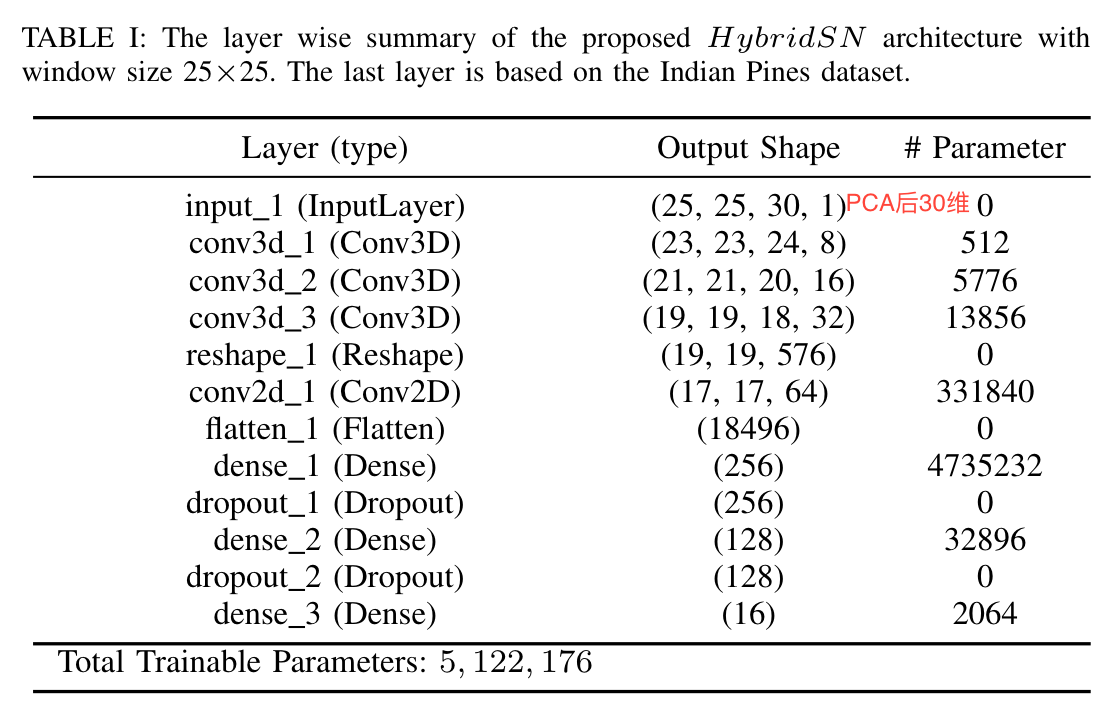 TABLE I: The layer wise summary of the proposed HybridSN architecture with
window size 25×25. The last layer is based on the Indian Pines dataset.
Layer (type) Output Shape # Parameter
input_1 (InputLayer) (25, 25, 30, 1) PCA后30维 0
conv3d_1 (Conv3D) (23, 23, 24, 8) 512
conv3d_2 (Conv3D) (21, 21, 20, 16) 5776
conv3d_3 (Conv3D) (19, 19, 18, 32) 13856
reshape_1 (Reshape) (19, 19, 576) 0
conv2d_1 (Conv2D) (17, 17, 64) 331840
flatten_1 (Flatten) (18496) 0
dense_1 (Dense) (256) 4735232
dropout_1 (Dropout) (256) 0
dense_2 (Dense) (128) 32896
dropout_2 (Dropout) (128) 0
dense_3 (Dense) (16) 2064
Total Trainable Parameters: 5, 122, 176